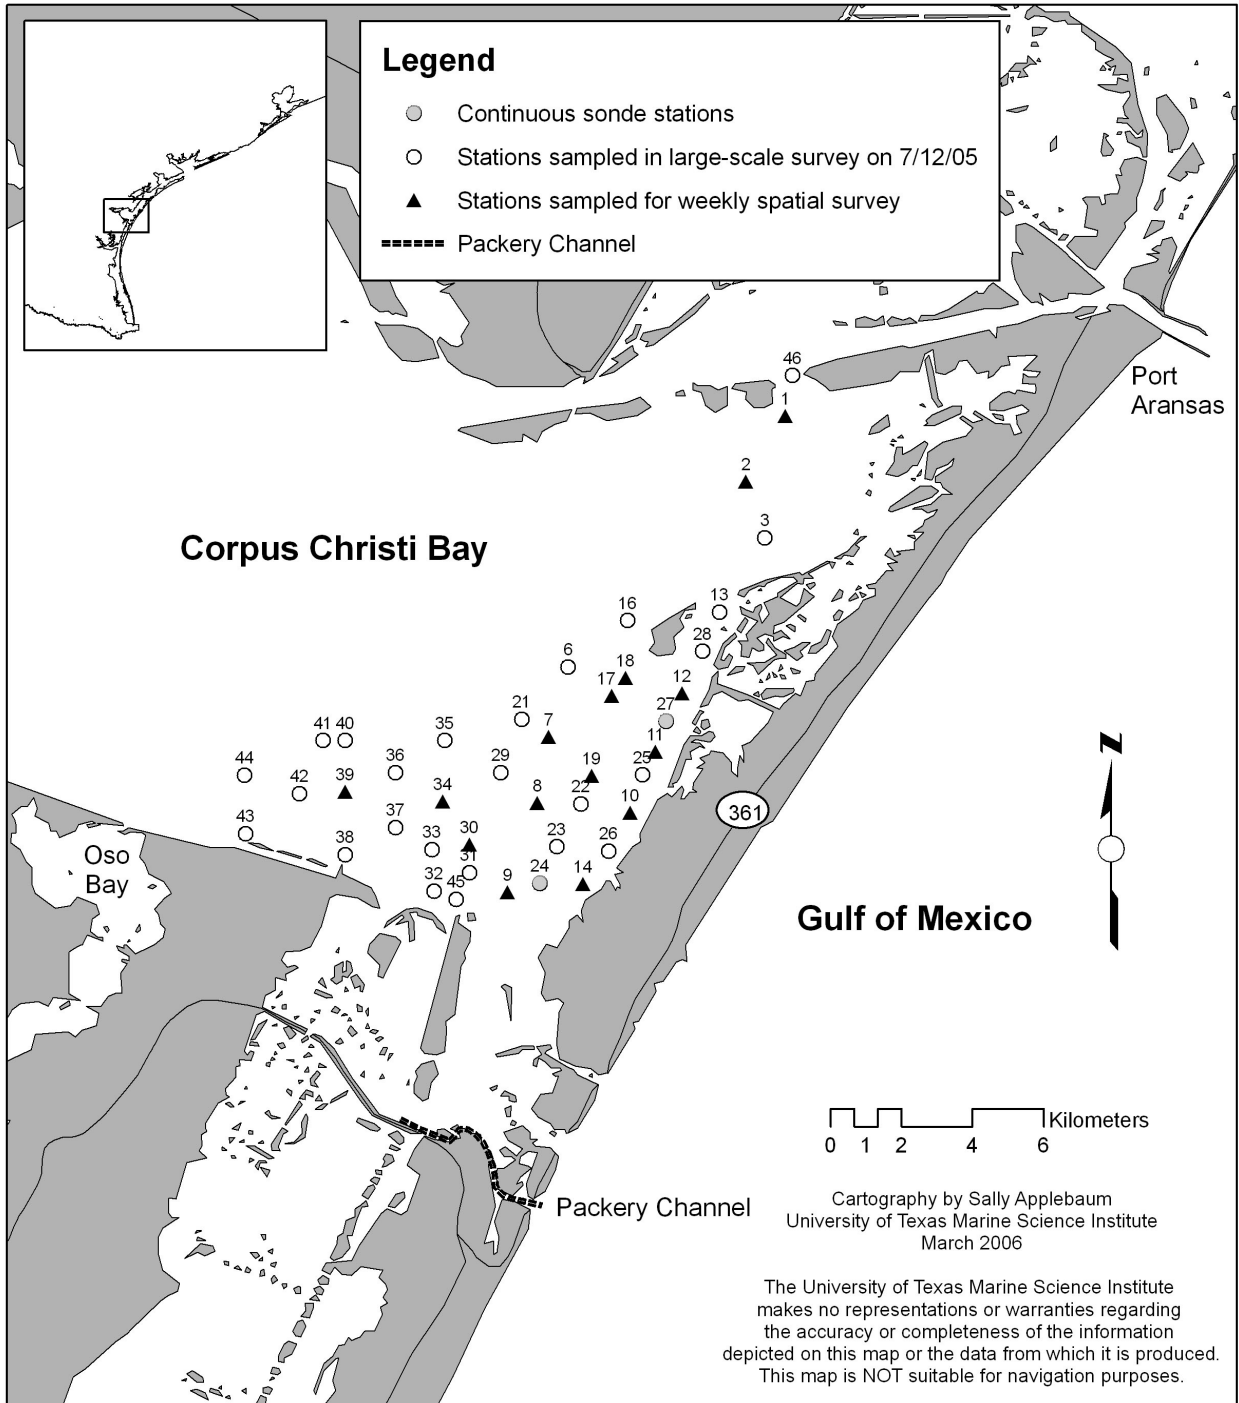 Legend
Continuous sonde stations
Stations sampled in large-scale survey on 7/12/05
Stations sampled for weekly spatial survey
Packery Channel
46
1
Port
Aransas
2
3
Corpus Christi Bay
16
13
28
6
18
17
12
27
21
7
11
41
40
35
44
42
39
36
34
29
19
25
8
22
10
361
43
37
38
33
30
31
23
26
Oso
Bay
32
45
9
24
14
Gulf of Mexico
N
Kilometers
0 1 2 4 6
Packery Channel
Cartography by Sally Applebaum
University of Texas Marine Science Institute
March 2006
The University of Texas Marine Science Institute
makes no representations or warranties regarding
the accuracy or completeness of the information
depicted on this map or the data from which it is produced.
This map is NOT suitable for navigation purposes.